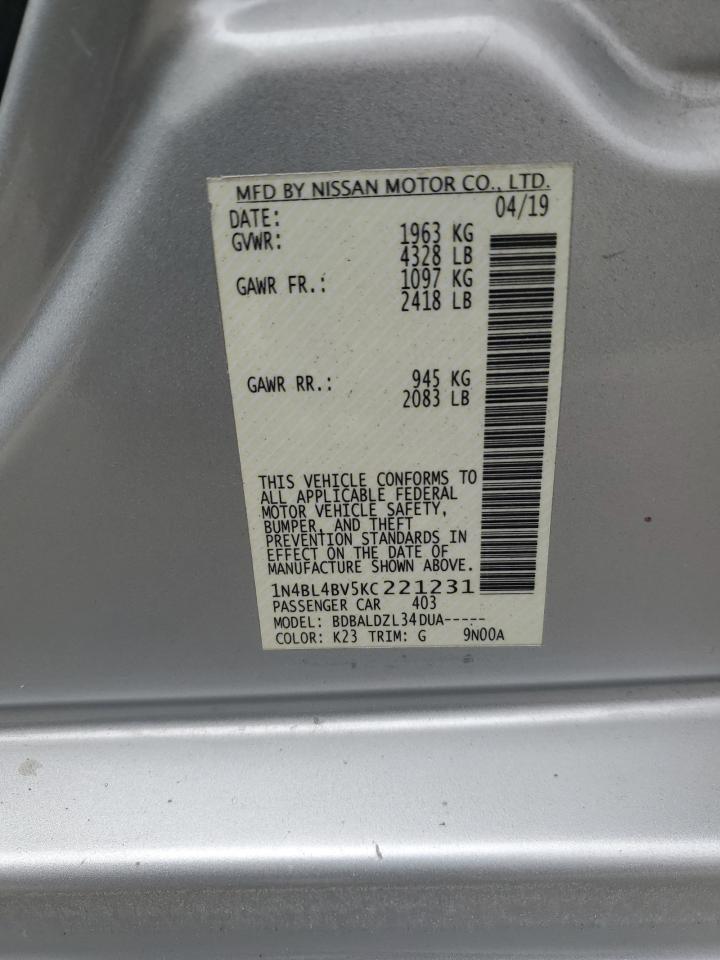 MFD BY NISSAN MOTOR CO., LTD.
DATE: 04/19
GVWR: 1963 KG
4328 LB
GAWR FR.: 1097 KG
2418 LB
GAWR RR.: 945 KG
2083 LB
THIS VEHICLE CONFORMS TO
ALL APPLICABLE FEDERAL
MOTOR VEHICLE SAFETY,
BUMPER, AND THEFT
PREVENTION STANDARDS IN
EFFECT ON THE DATE OF
MANUFACTURE SHOWN ABOVE.
1N4BL4BV5KC221231
PASSENGER CAR 403
MODEL: BDBALDZL34DUA-----
COLOR: K23 TRIM: G 9N00A